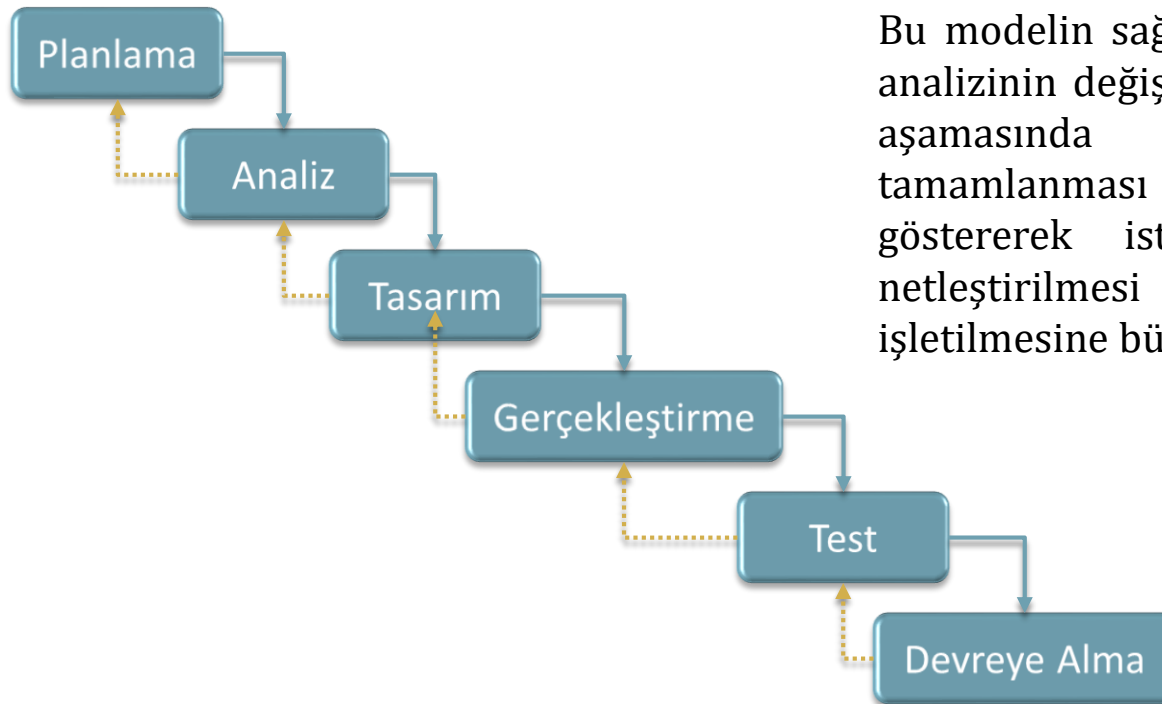 Planlama
Analiz
Tasarım
Gerçekleştirme
Test
Devreye Alma
Bu modelin
analizinin
aşamasında
tamamlanması
göstererek
netleştirilmesi
işletilmesine